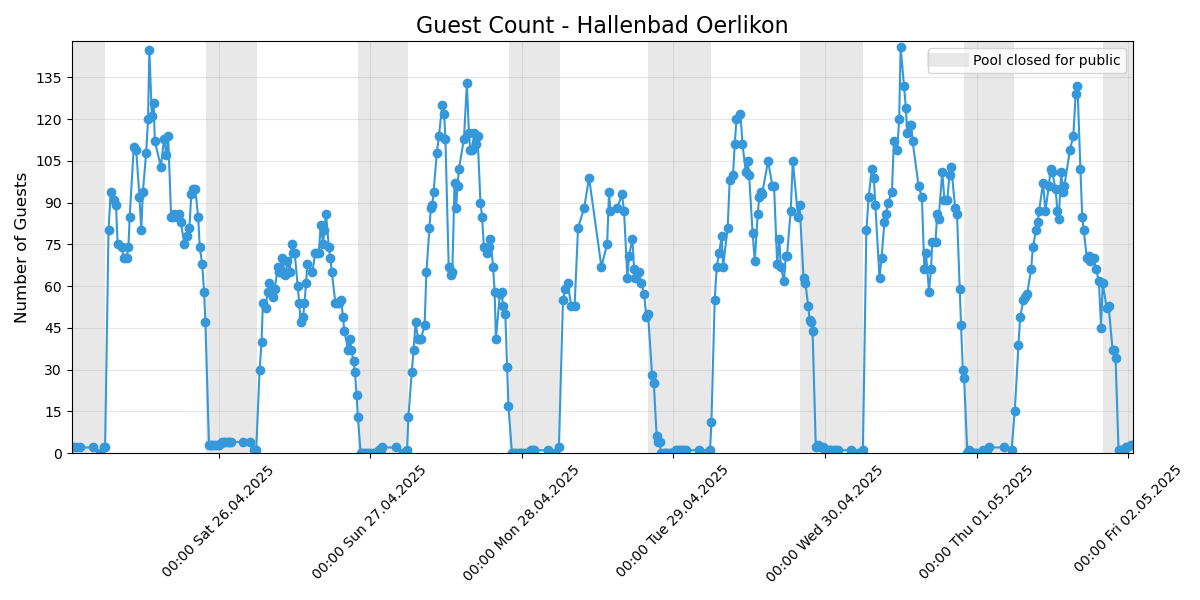 Guest Count - Hallenbad Oerlikon
Pool closed for public
Number of Guests
135
120
105
90
75
60
45
30
15
0
00:00 Sat 26.04.2025
00:00 Sun 27.04.2025
00:00 Mon 28.04.2025
00:00 Tue 29.04.2025
00:00 Wed 30.04.2025
00:00 Thu 01.05.2025
00:00 Fri 02.05.2025